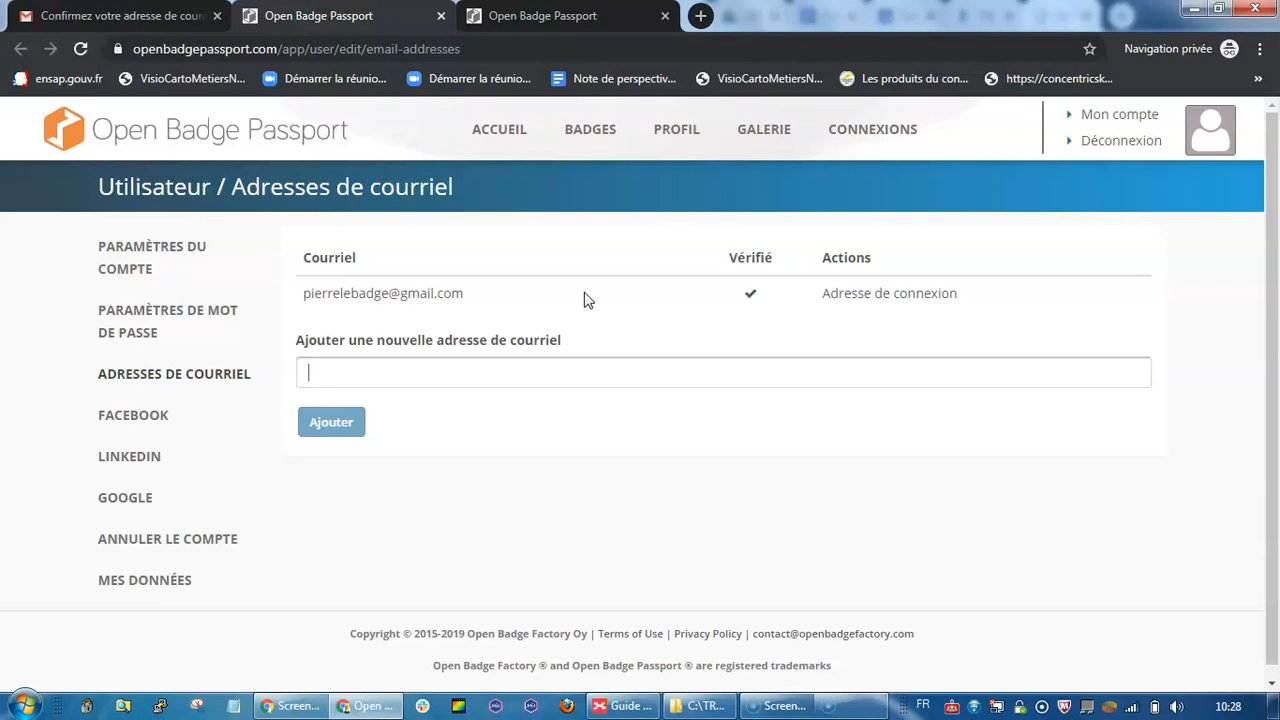 Confirmez votre adresse de cour
Open Badge Passport
Open Badge Passport
openbadgepassport.com/app/user/edit/email-addresses
Navigation privée
ensap.gouv.fr
VisioCartoMetiersN...
Démarrer la réunio...
Démarrer la réunio...
Note de perspectiv...
VisioCartoMetiersN...
Les produits du con...
https://concentricsk...
»
Open Badge Passport
ACCUEIL
BADGES
PROFIL
GALERIE
CONNEXIONS
Mon compte
Déconnexion
Utilisateur / Adresses de courriel
PARAMÈTRES DU
COMPTE
PARAMÈTRES DE MOT
DE PASSE
ADRESSES DE COURRIEL
FACEBOOK
LINKEDIN
GOOGLE
ANNULER LE COMPTE
MES DONNÉES
Courriel
Vérifié
Actions
pierrelebadge@gmail.com
Adresse de connexion
Ajouter une nouvelle adresse de courriel
Ajouter
Copyright © 2015-2019 Open Badge Factory Oy | Terms of Use | Privacy Policy | contact@openbadgefactory.com
Open Badge Factory ® and Open Badge Passport ® are registered trademarks
Screen...
Open ...
Guide ...
C:\TR...
Screen...
FR
10:28